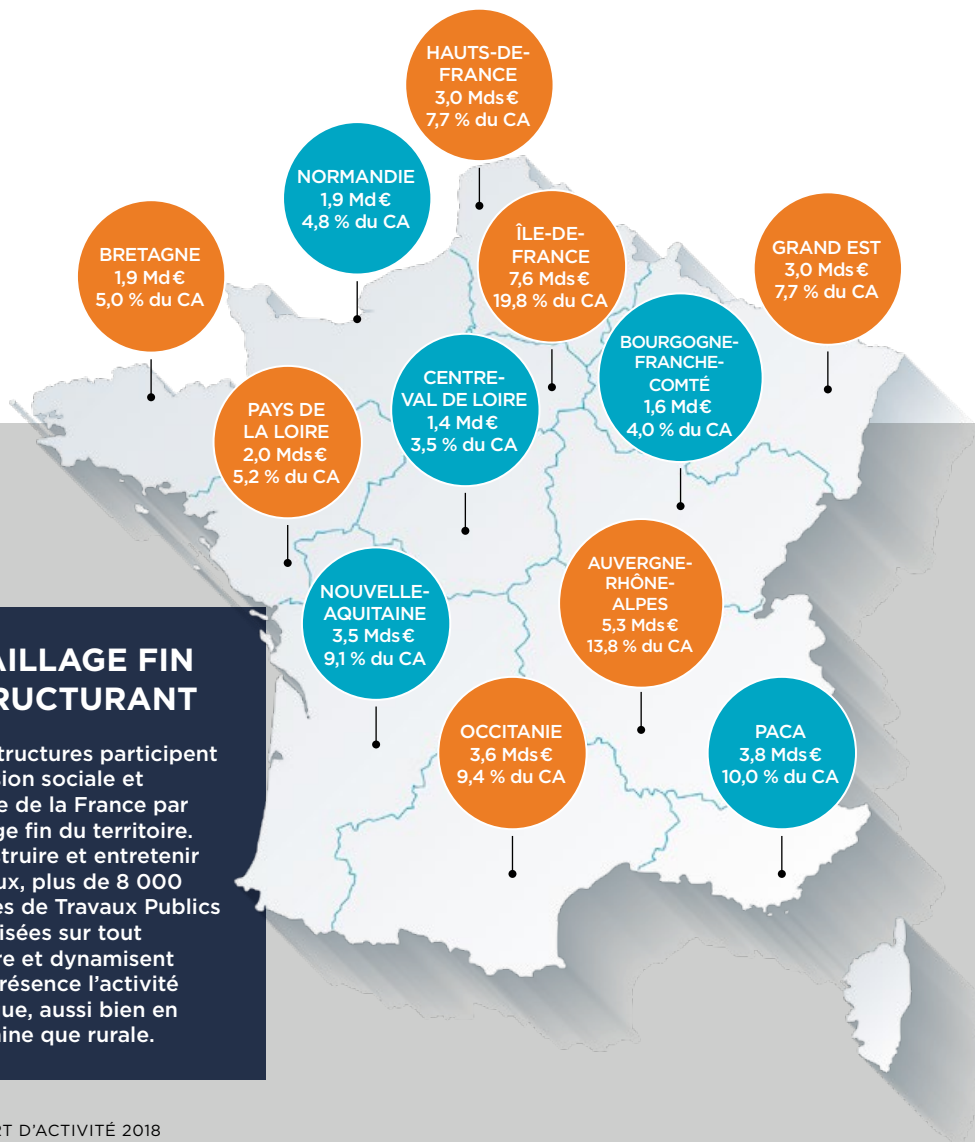 HAUTS-DE-
FRANCE
3,0 Mds €
7,7 % du CA
NORMANDIE
1,9 Md €
4,8 % du CA
ÎLE-DE-
FRANCE
7,6 Mds €
19,8 % du CA
BRETAGNE
1,9 Md €
5,0 % du CA
GRAND EST
3,0 Mds €
7,7 % du CA
BOURGOGNE-
FRANCHE-
COMTÉ
1,6 Md €
4,0 % du CA
CENTRE-
VAL DE LOIRE
1,4 Md €
3,5 % du CA
PAYS DE
LA LOIRE
2,0 Mds €
5,2 % du CA
NOUVELLE-
AQUITAINE
3,5 Mds €
9,1 % du CA
AUVERGNE-
RHÔNE-
ALPES
5,3 Mds €
13,8 % du CA
OCCITANIE
3,6 Mds €
9,4 % du CA
PACA
3,8 Mds €
10,0 % du CA
AILLAGE FIN
RUCTURANT
structures participent
sion sociale et
e de la France par
ge fin du territoire.
struire et entretenir
ux, plus de 8 000
es de Travaux Publics
isées sur tout
re et dynamisent
résence l'activité
ue, aussi bien en
aine que rurale.
RT D'ACTIVITÉ 2018